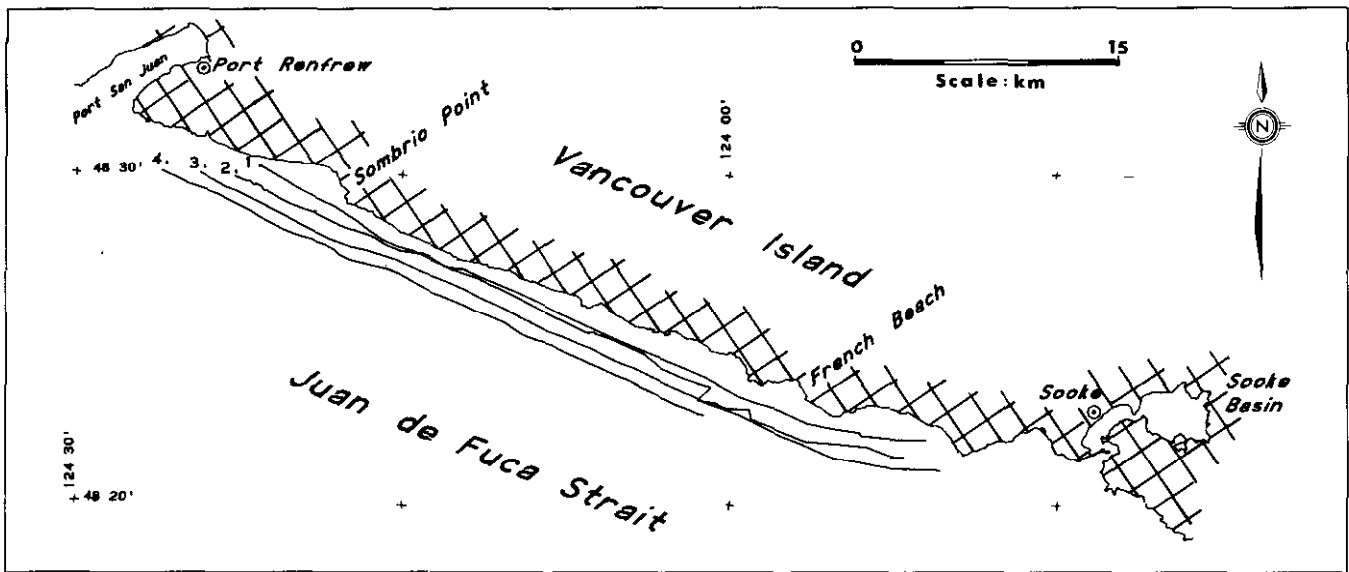 Port San Juan
Port Renfrew
0 15
Scale: km
N
Sombrio Point
124 00'
Vancouver Island
48 30'
4. 3. 2. 1.
French Beach
Sooke
Sooke
Basin
Juan de Fuca Strait
124 30'
48 20'